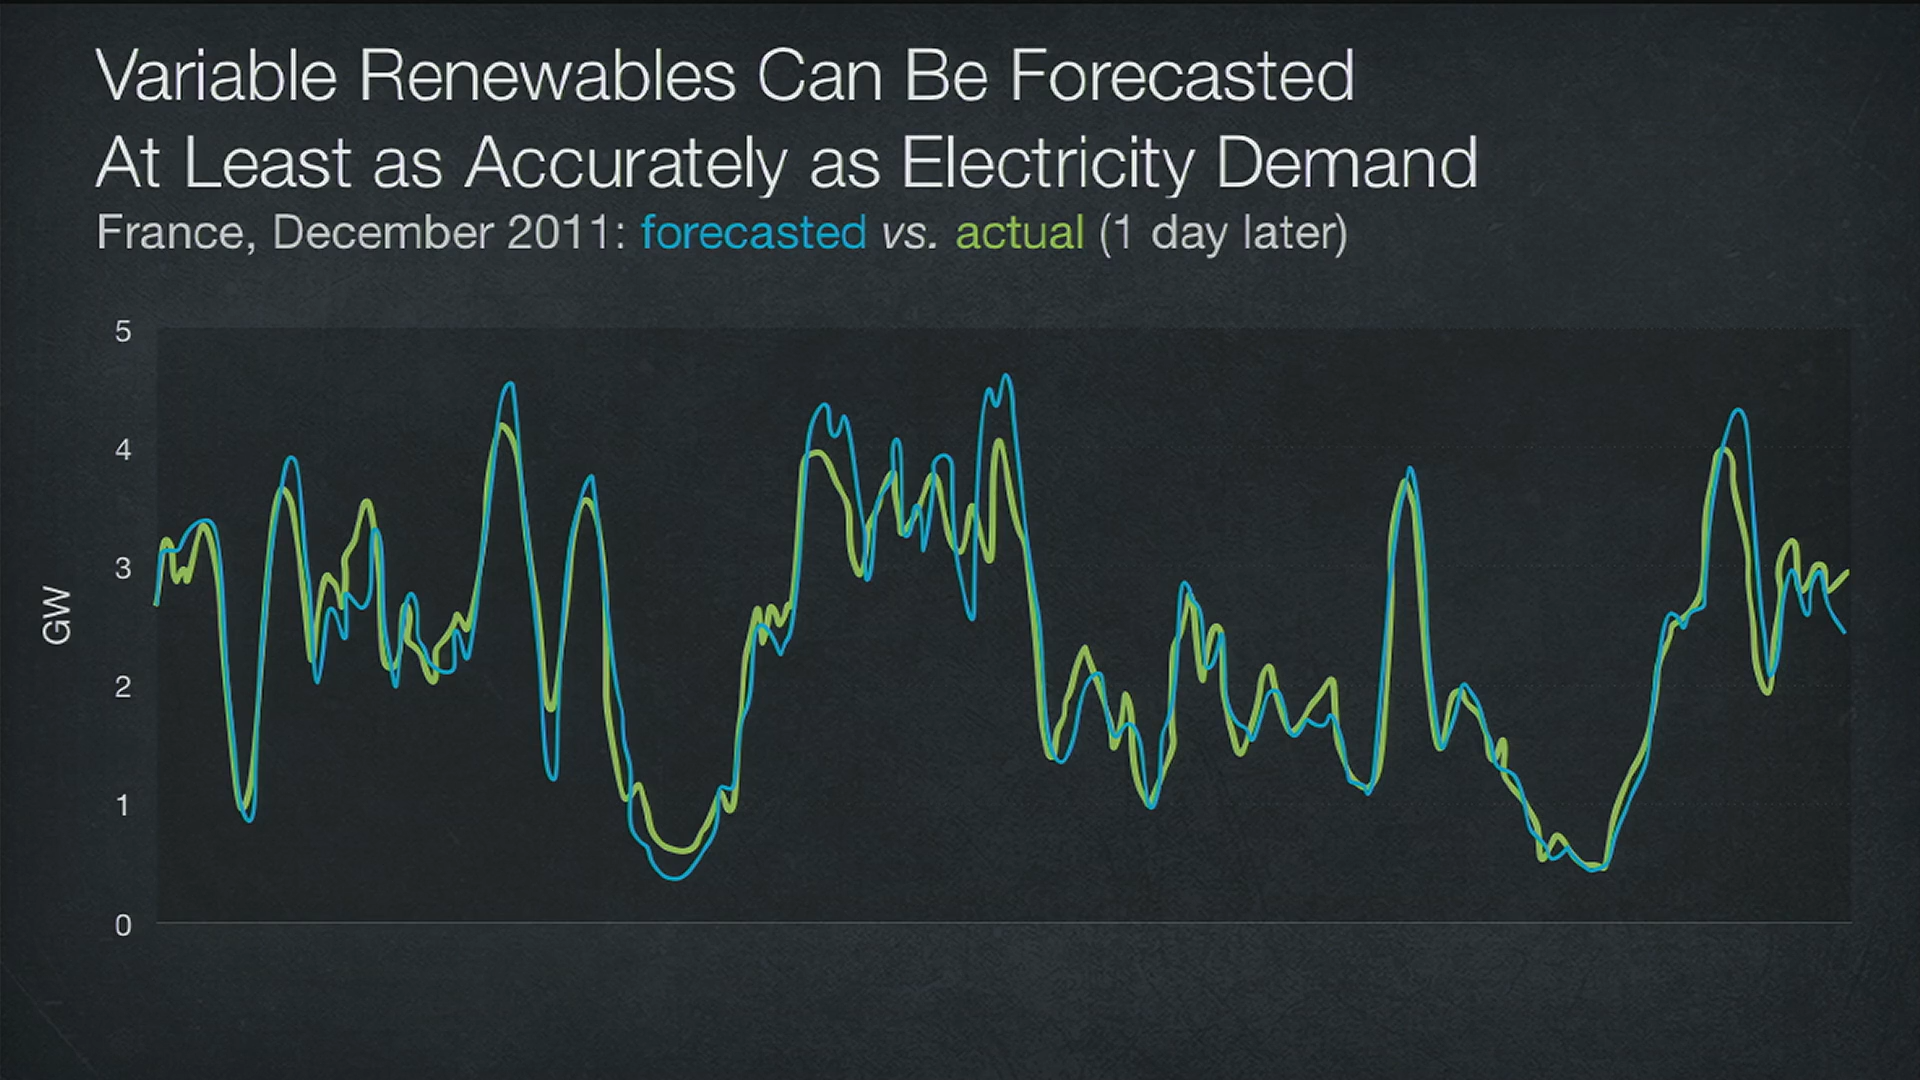 Variable Renewables Can Be Forecasted
At Least as Accurately as Electricity Demand
France, December 2011: forecasted vs. actual (1 day later)
5
4
3
2
1
0
GW